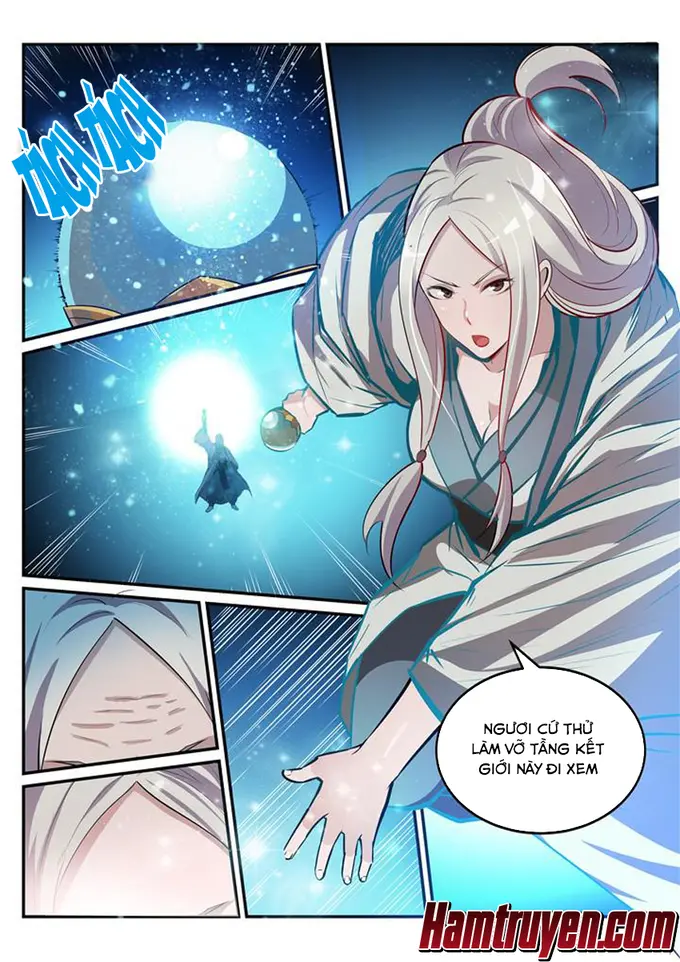 TÁCH TÁCH
NGƯƠI CỨ THỬ
LÀM VỠ TẦNG KẾT
GIỚI NÀY ĐI XEM
Hamtruyen.com